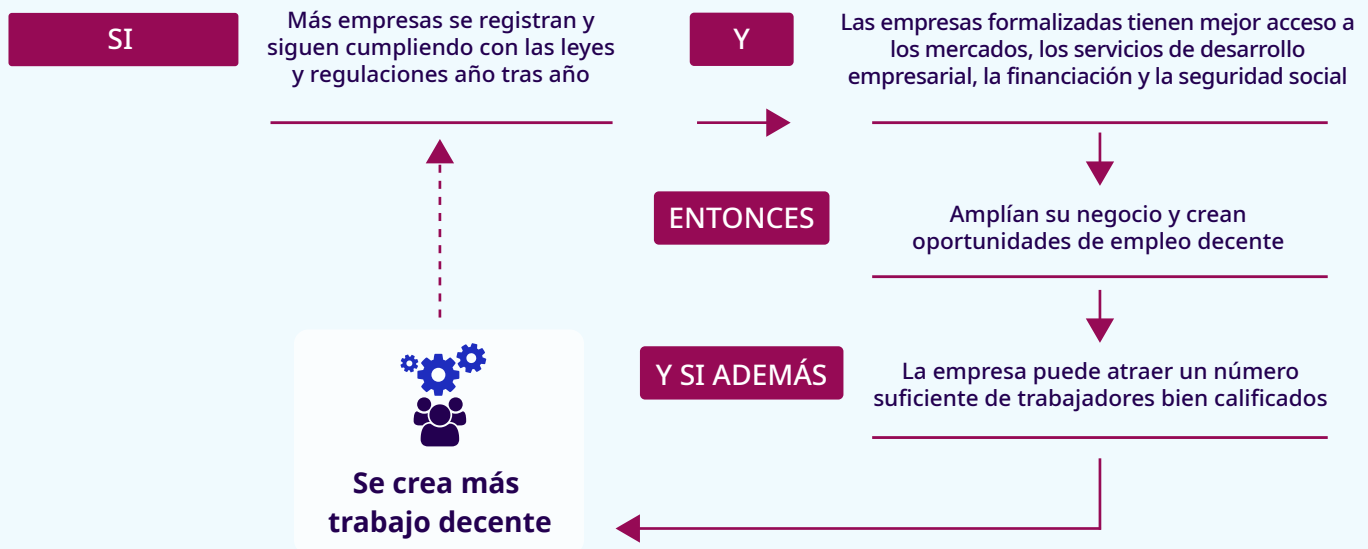 SI
Más empresas se registran y
siguen cumpliendo con las leyes
y regulaciones año tras año
Y
Las empresas formalizadas tienen mejor acceso a
los mercados, los servicios de desarrollo
empresarial, la financiación y la seguridad social
ENTONCES
Amplían su negocio y crean
oportunidades de empleo decente
Y SI ADEMÁS
La empresa puede atraer un número
suficiente de trabajadores bien calificados
Se crea más
trabajo decente